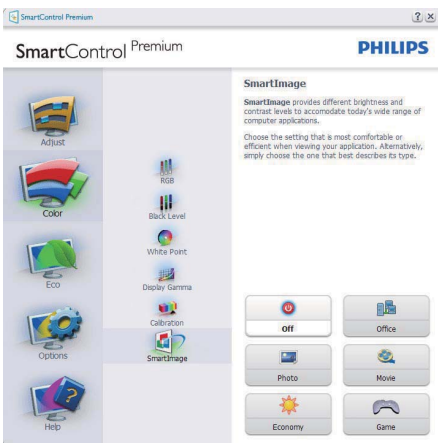 SmartControl Premium
SmartControl Premium
PHILIPS
Adjust
Color
Eco
Options
Help
RGB
Black Level
White Point
Display Gamma
Calibration
SmartImage
SmartImage
SmartImage provides different brightness and
contrast levels to accomodate today's wide range of
computer applications.
Choose the setting that is most comfortable or
efficient when viewing your application. Alternatively,
simply choose the one that best describes its type.
Off
Office
Photo
Movie
Economy
Game